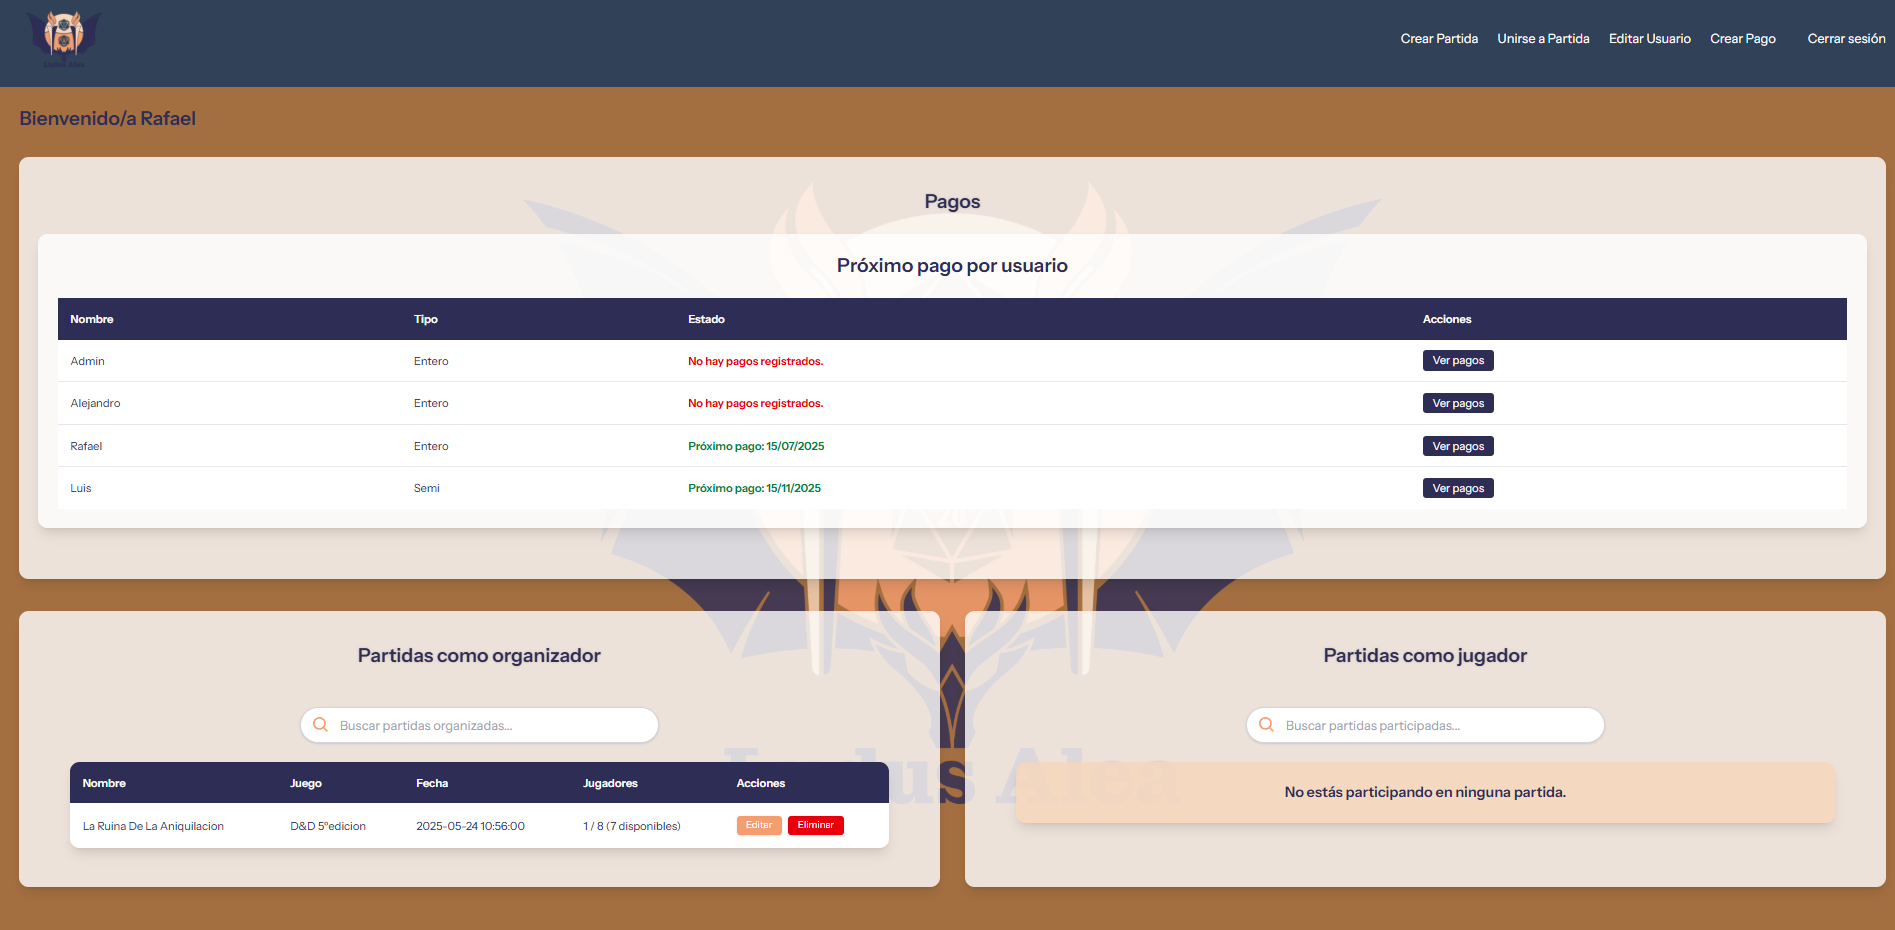 Ludus Alea
Crear Partida Unirse a Partida Editar Usuario Crear Pago Cerrar sesión
Bienvenido/a Rafael
Pagos
Próximo pago por usuario
Nombre Tipo Estado Acciones
Admin Entero No hay pagos registrados. Ver pagos
Alejandro Entero No hay pagos registrados. Ver pagos
Rafael Entero Próximo pago: 15/07/2025 Ver pagos
Luis Semi Próximo pago: 15/11/2025 Ver pagos
Partidas como organizador
Buscar partidas organizadas...
Nombre Juego Fecha Jugadores Acciones
La Ruina De La Aniquilacion D&D 5ªedicion 2025-05-24 10:56:00 1 / 8 (7 disponibles) Editar Eliminar
Partidas como jugador
Buscar partidas participadas...
No estás participando en ninguna partida.
Ludus Alea